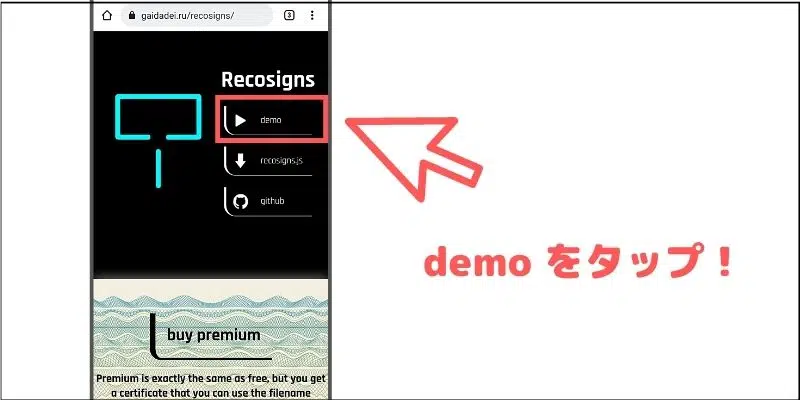 gaidadei.ru/recosigns/
3
Recosigns
demo
recosigns.js
github
demo をタップ！
buy premium
Premium is exactly the same as free, but you get
a certificate that you can use the filename